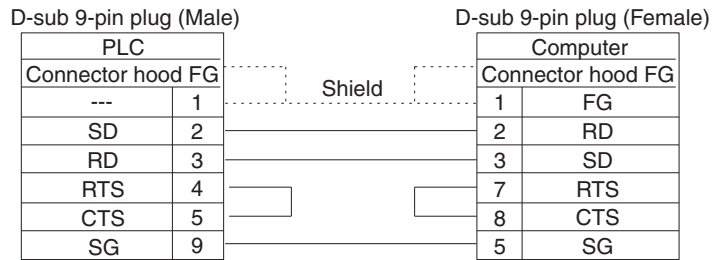 D-sub 9-pin plug (Male) D-sub 9-pin plug (Female)
PLC Computer
Connector hood FG Connector hood FG
Shield
--- 1 1 FG
SD 2 2 RD
RD 3 3 SD
RTS 4 7 RTS
CTS 5 8 CTS
SG 9 5 SG